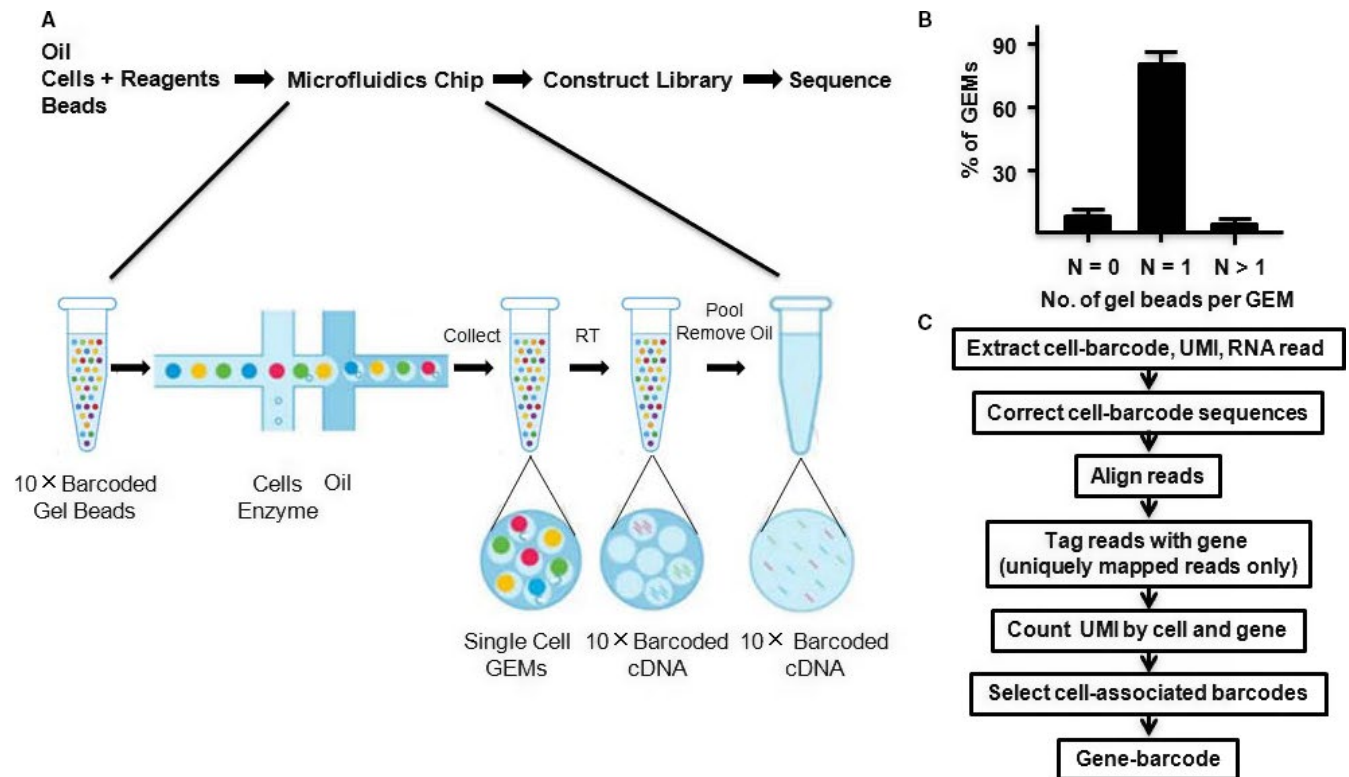 A
Oil
Cells + Reagents
Beads
Microfluidics Chip
Construct Library
Sequence
Collect
RT
Pool
Remove Oil
10 × Barcoded
Gel Beads
Cells
Enzyme
Oil
Single Cell
GEMs
10 × Barcoded
cDNA
10 × Barcoded
cDNA
B
% of GEMs
90
60
30
N = 0
N = 1
N > 1
No. of gel beads per GEM
C
Extract cell-barcode, UMI, RNA read
Correct cell-barcode sequences
Align reads
Tag reads with gene
(uniquely mapped reads only)
Count UMI by cell and gene
Select cell-associated barcodes
Gene-barcode